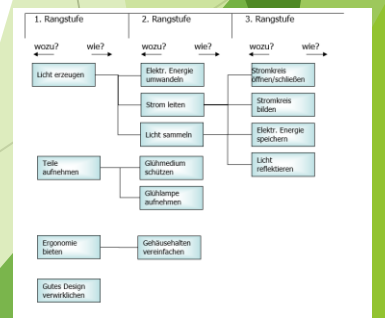 1. Rangstufe 2. Rangstufe 3. Rangstufe
wozu? wie? wozu? wie? wozu? wie?
Licht erzeugen
Elektr. Energie
umwandeln
Stromkreis
öffnen/schließen
Strom leiten
Stromkreis
bilden
Licht sammeln
Elektr. Energie
speichern
Teile
aufnehmen
Glühmedium
schützen
Licht
reflektieren
Glühlampe
aufnehmen
Ergonomie
bieten
Gehäusehalten
vereinfachen
Gutes Design
verwirklichen